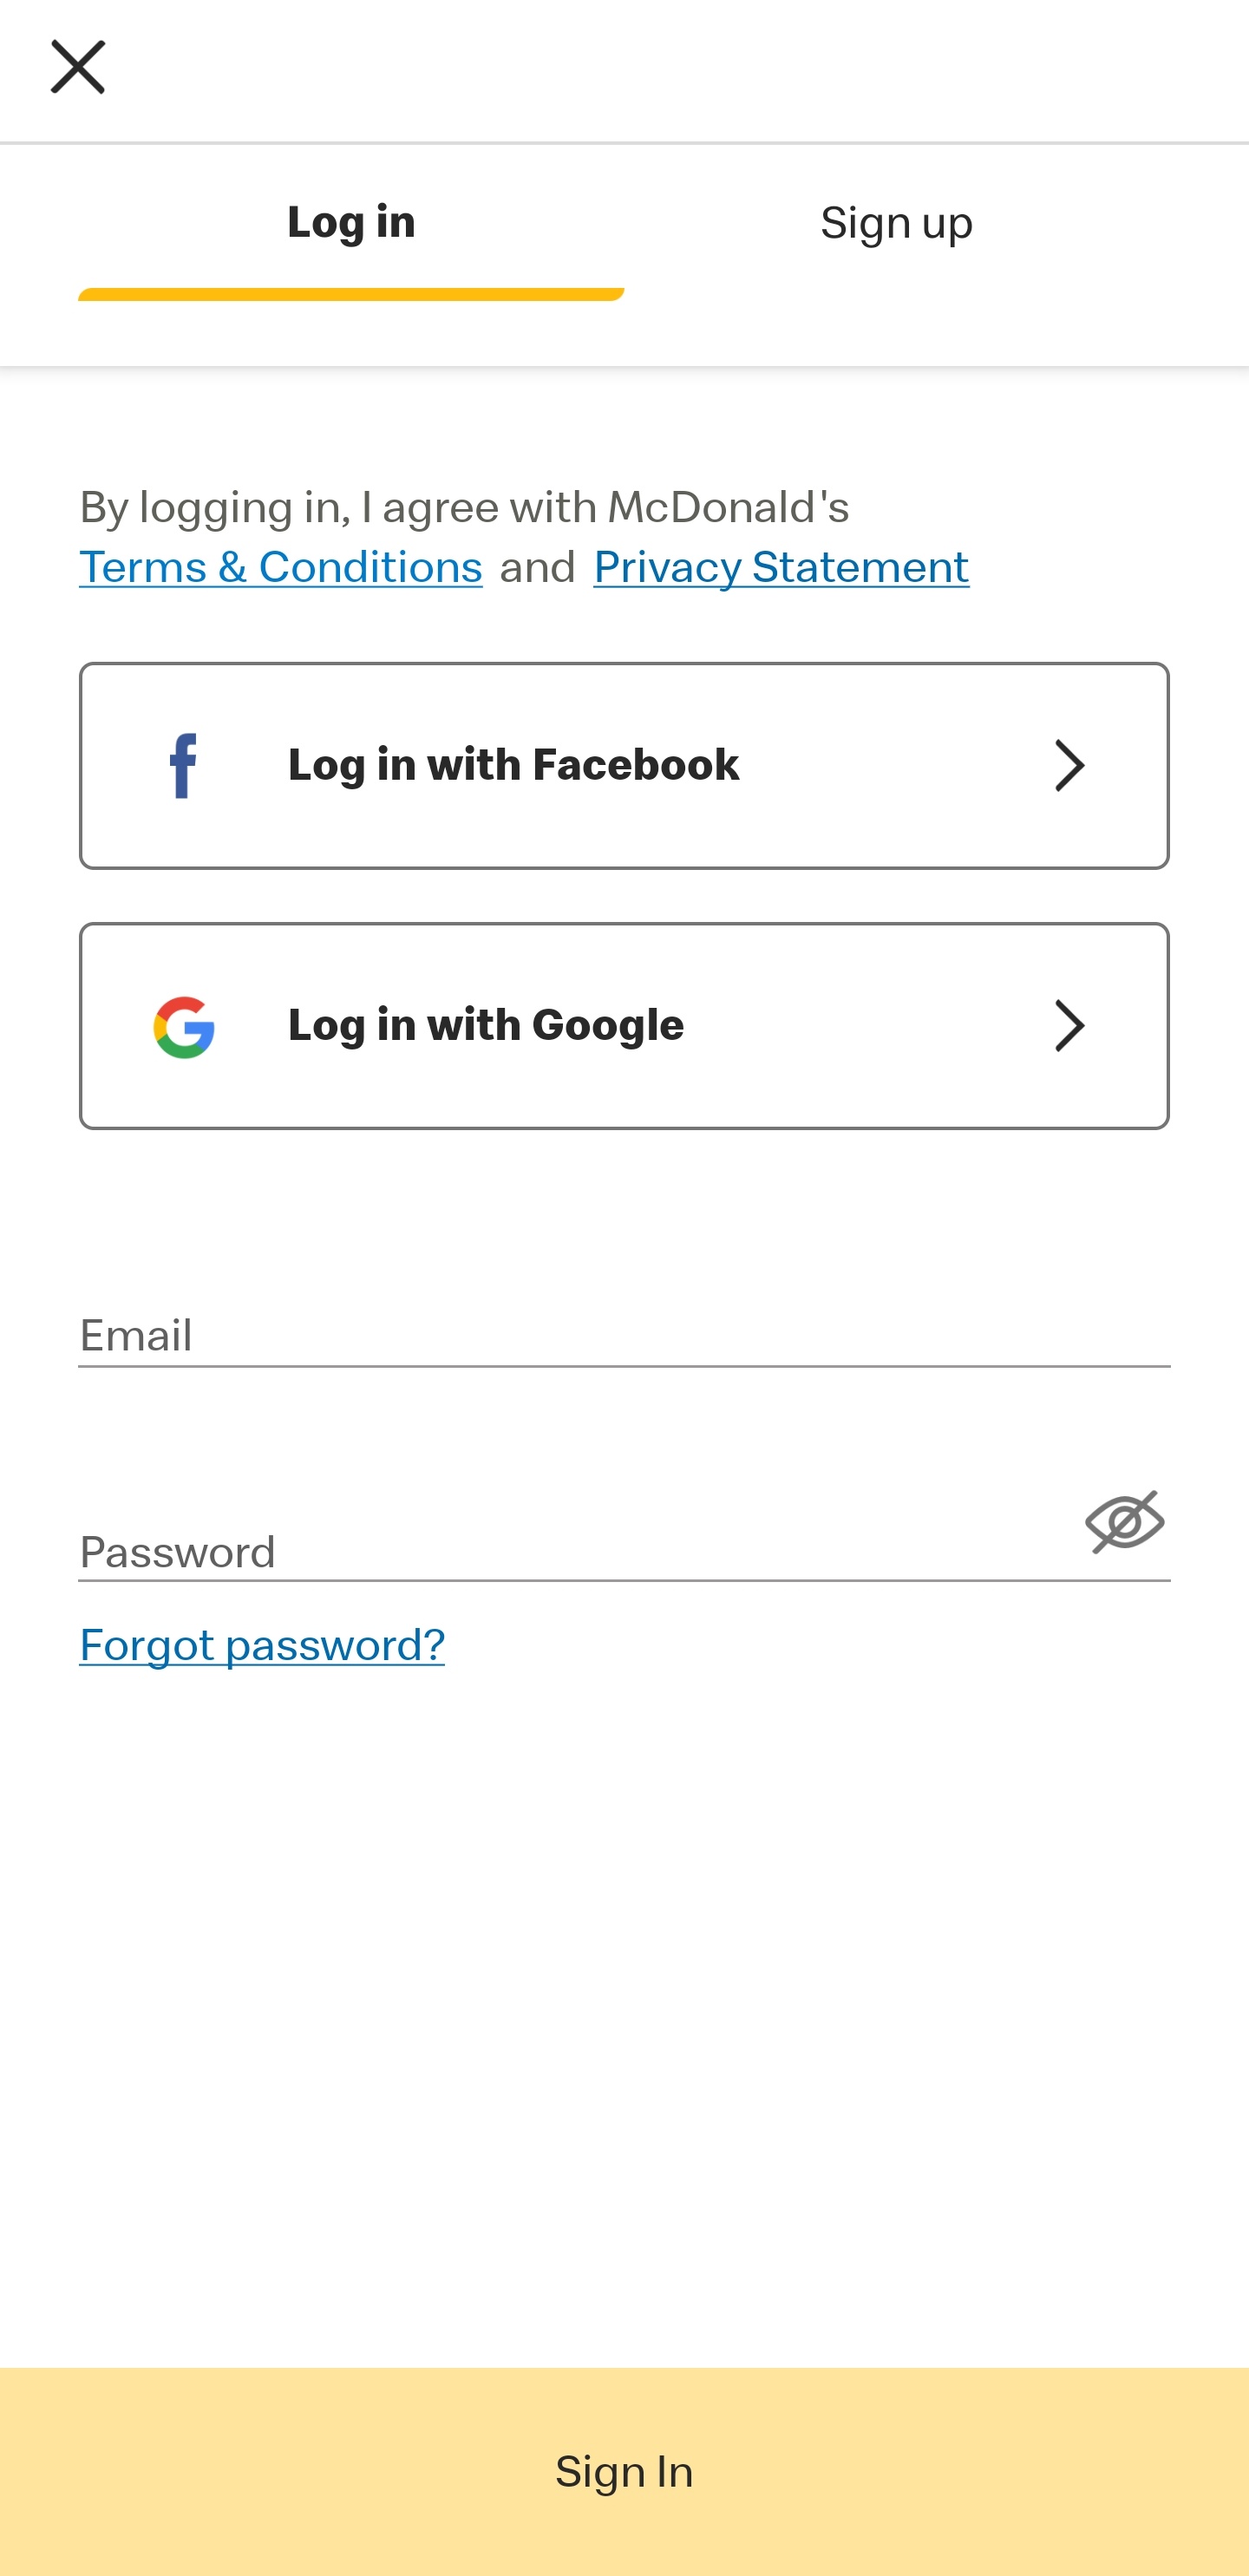 Log in
Sign up
By logging in, I agree with McDonald's
Terms & Conditions and Privacy Statement
Log in with Facebook
Log in with Google
Email
Password
Forgot password?
Sign In